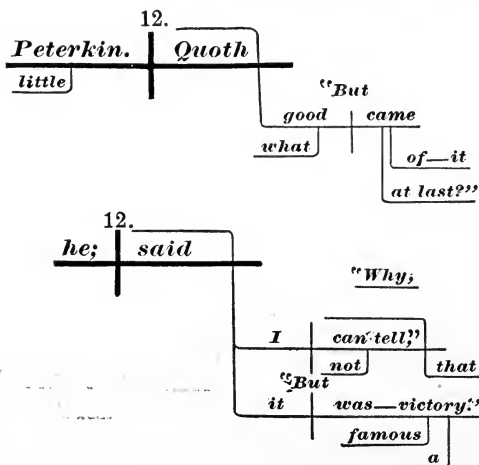 12.
Peterkin. Quoth
little
"But
good came
what
of—it
at last?"
12.
he; said
"Why,
I can tell,"
not that
"But
it was—victory."
famous
a